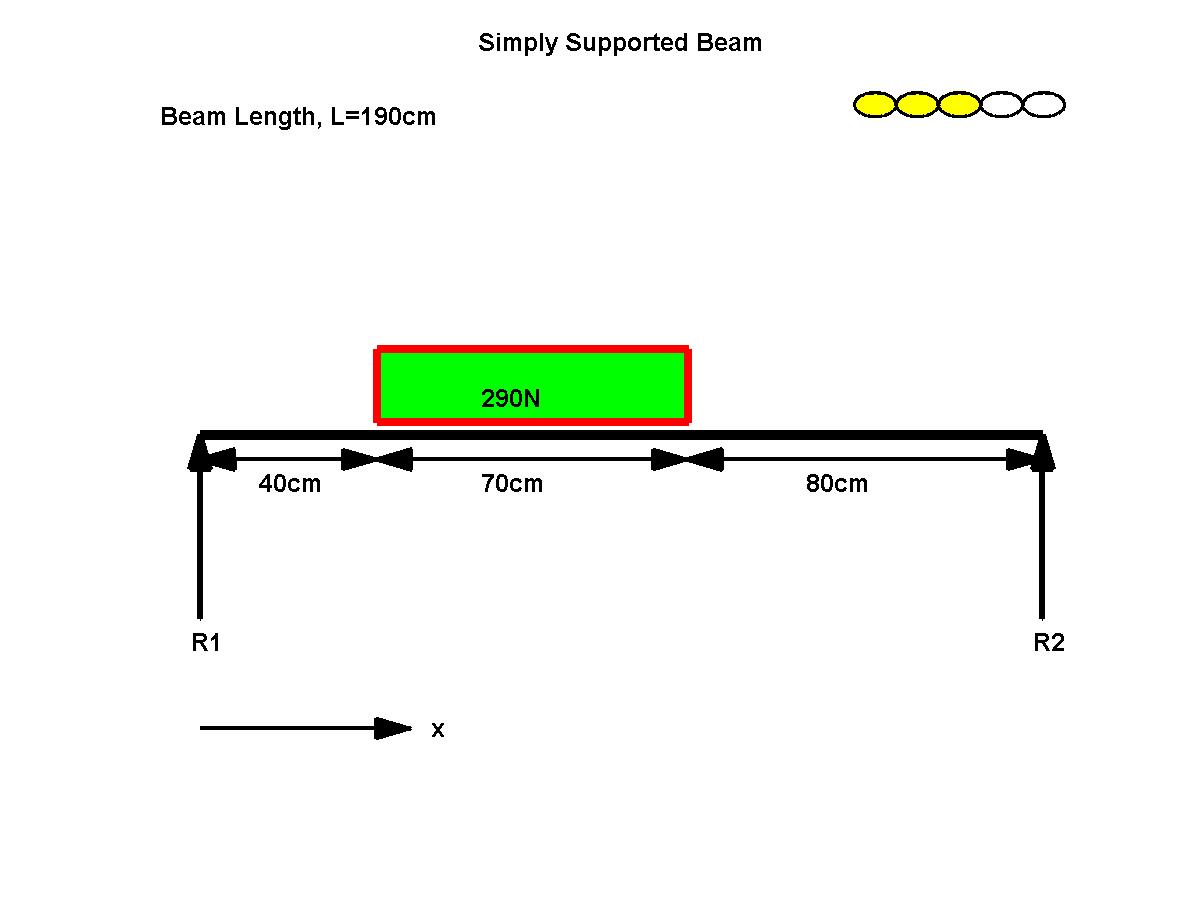 Simply Supported Beam
Beam Length, L=190cm
290N
40cm
70cm
80cm
R1
R2
x